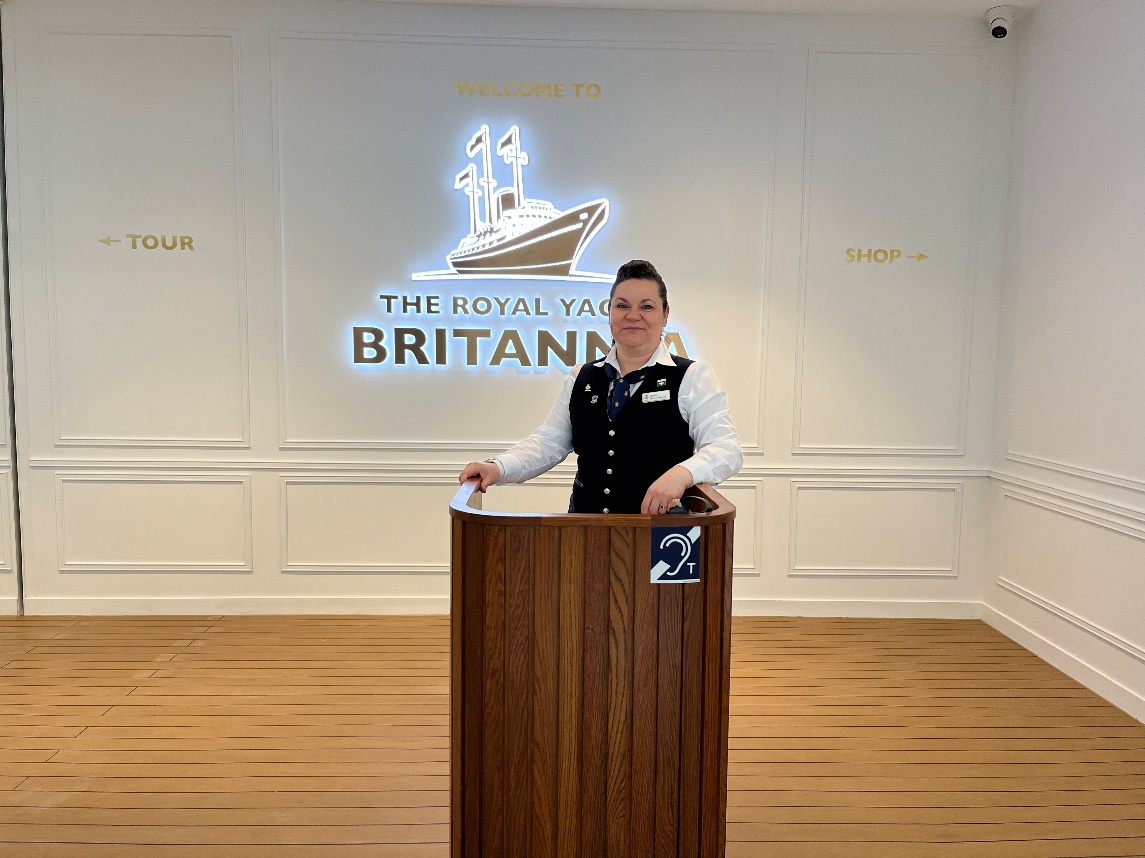 WELCOME TO
← TOUR
SHOP →
THE ROYAL YAC
BRITANN A
T